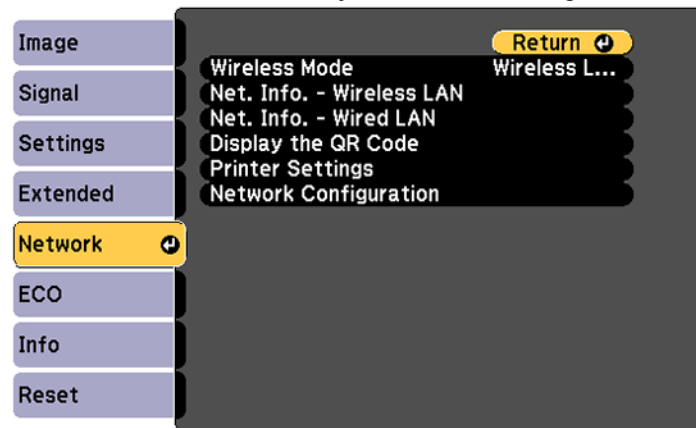 Image
Signal
Settings
Extended
Network
ECO
Info
Reset
Return
Wireless Mode Wireless L...
Net. Info. - Wireless LAN
Net. Info. - Wired LAN
Display the QR Code
Printer Settings
Network Configuration